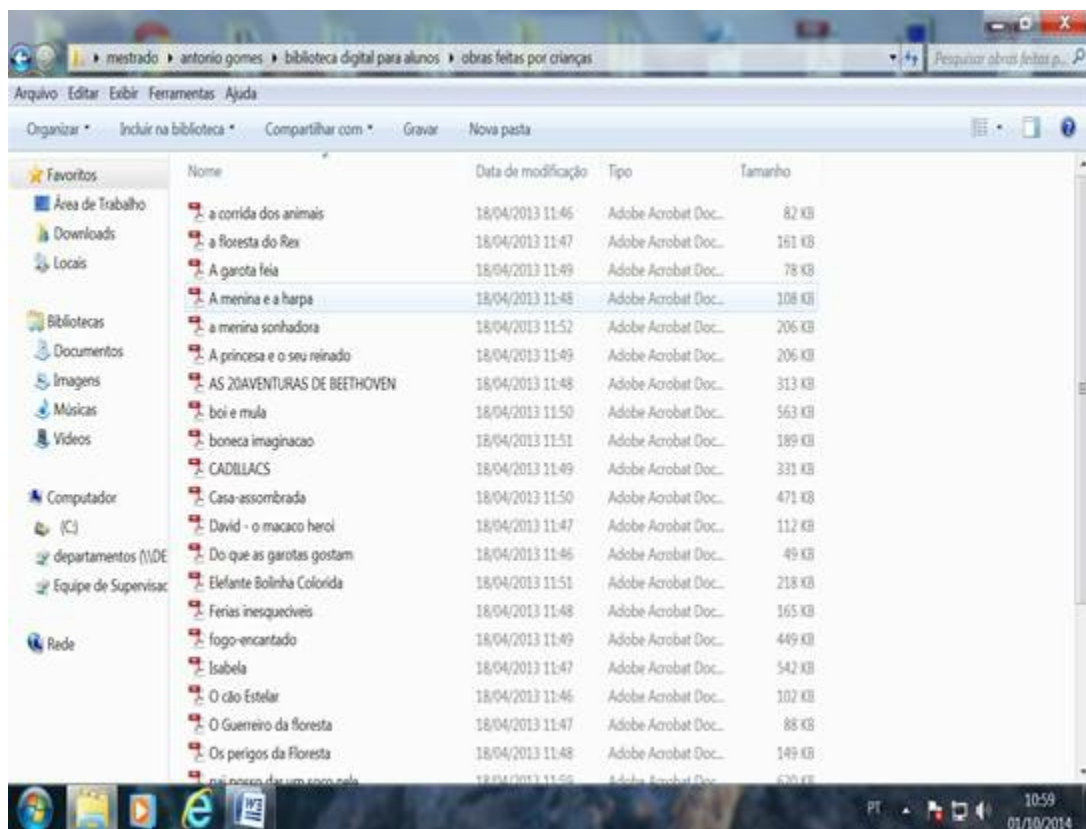 mestrado ▸ antonio gomes ▸ biblioteca digital para alunos ▸ obras feitas por crianças
Pesquisar obras feitas p...
Arquivo Editar Exibir Ferramentas Ajuda
Organizar Incluir na biblioteca Compartilhar com Gravar Nova pasta
Favoritos
Área de Trabalho
Downloads
Locais
Bibliotecas
Documentos
Imagens
Músicas
Vídeos
Computador
(C:)
departamentos (\\DE
Equipe de Supervisac
Rede
Nome Data de modificação Tipo Tamanho
a corrida dos animais 18/04/2013 11:46 Adobe Acrobat Doc... 82 KB
a floresta do Rex 18/04/2013 11:47 Adobe Acrobat Doc... 161 KB
A garota feia 18/04/2013 11:49 Adobe Acrobat Doc... 78 KB
A menina e a harpa 18/04/2013 11:48 Adobe Acrobat Doc... 108 KB
a menina sonhadora 18/04/2013 11:52 Adobe Acrobat Doc... 206 KB
A princesa e o seu reinado 18/04/2013 11:49 Adobe Acrobat Doc... 206 KB
AS 20AVENTURAS DE BEETHOVEN 18/04/2013 11:48 Adobe Acrobat Doc... 313 KB
boi e mula 18/04/2013 11:50 Adobe Acrobat Doc... 563 KB
boneca imaginacao 18/04/2013 11:51 Adobe Acrobat Doc... 189 KB
CADILLACS 18/04/2013 11:49 Adobe Acrobat Doc... 331 KB
Casa-assombrada 18/04/2013 11:50 Adobe Acrobat Doc... 471 KB
David - o macaco heroi 18/04/2013 11:47 Adobe Acrobat Doc... 112 KB
Do que as garotas gostam 18/04/2013 11:46 Adobe Acrobat Doc... 49 KB
Elefante Bolinha Colorida 18/04/2013 11:51 Adobe Acrobat Doc... 218 KB
Ferias inesqueciveis 18/04/2013 11:48 Adobe Acrobat Doc... 165 KB
fogo-encantado 18/04/2013 11:49 Adobe Acrobat Doc... 449 KB
Isabela 18/04/2013 11:47 Adobe Acrobat Doc... 542 KB
O cão Estelar 18/04/2013 11:46 Adobe Acrobat Doc... 102 KB
O Guerreiro da floresta 18/04/2013 11:47 Adobe Acrobat Doc... 88 KB
Os perigos da Floresta 18/04/2013 11:48 Adobe Acrobat Doc... 149 KB
pai posso dar um soco nele 18/04/2013 11:59 Adobe Acrobat Doc... 620 KB
PT 10:59
01/10/2014